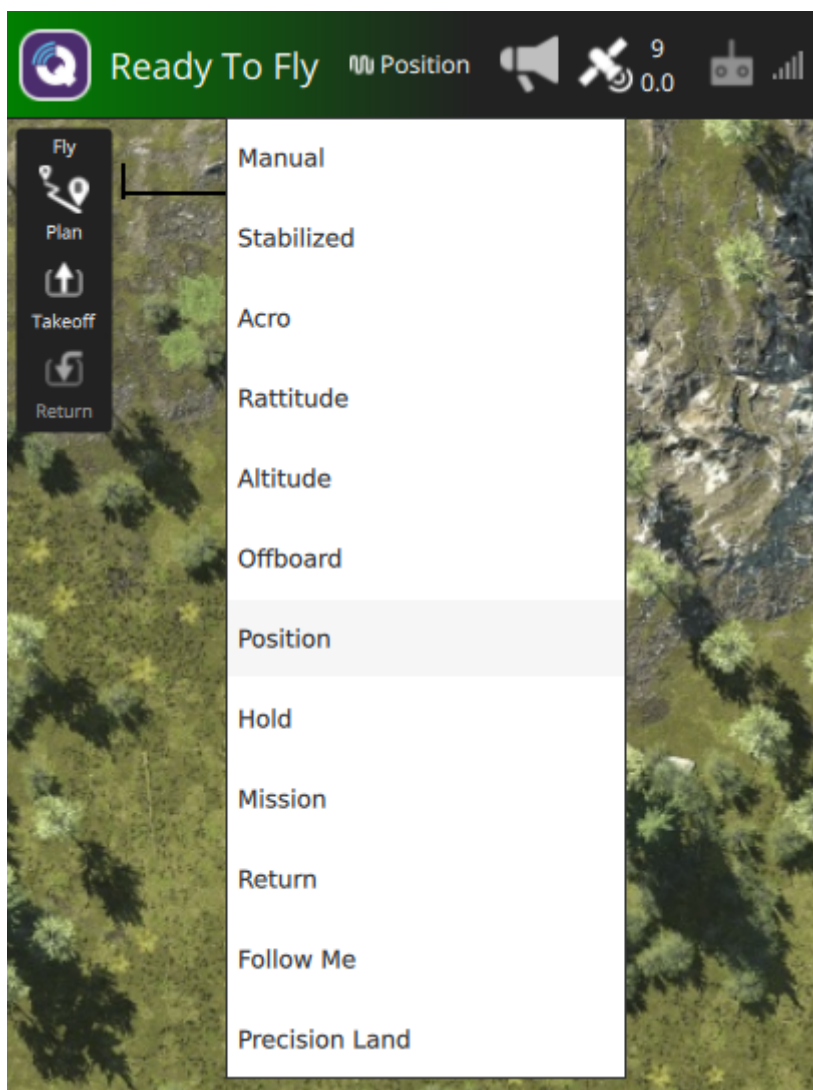 Ready To Fly
Position
9
0.0
Fly
Plan
Takeoff
Return
Manual
Stabilized
Acro
Rattitude
Altitude
Offboard
Position
Hold
Mission
Return
Follow Me
Precision Land